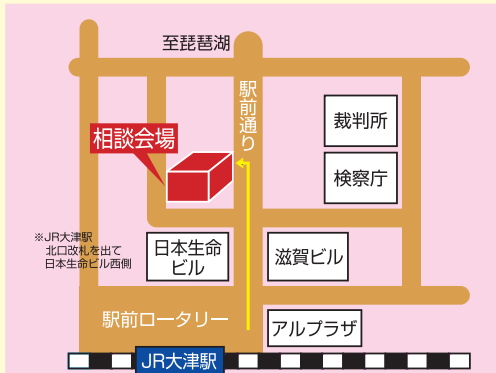 至琵琶湖
駅前通り
裁判所
相談会場
検察庁
※JR大津駅
北口改札を出て
日本生命ビル西側
日本生命
ビル
滋賀ビル
駅前ロータリー
アルプラザ
JR大津駅